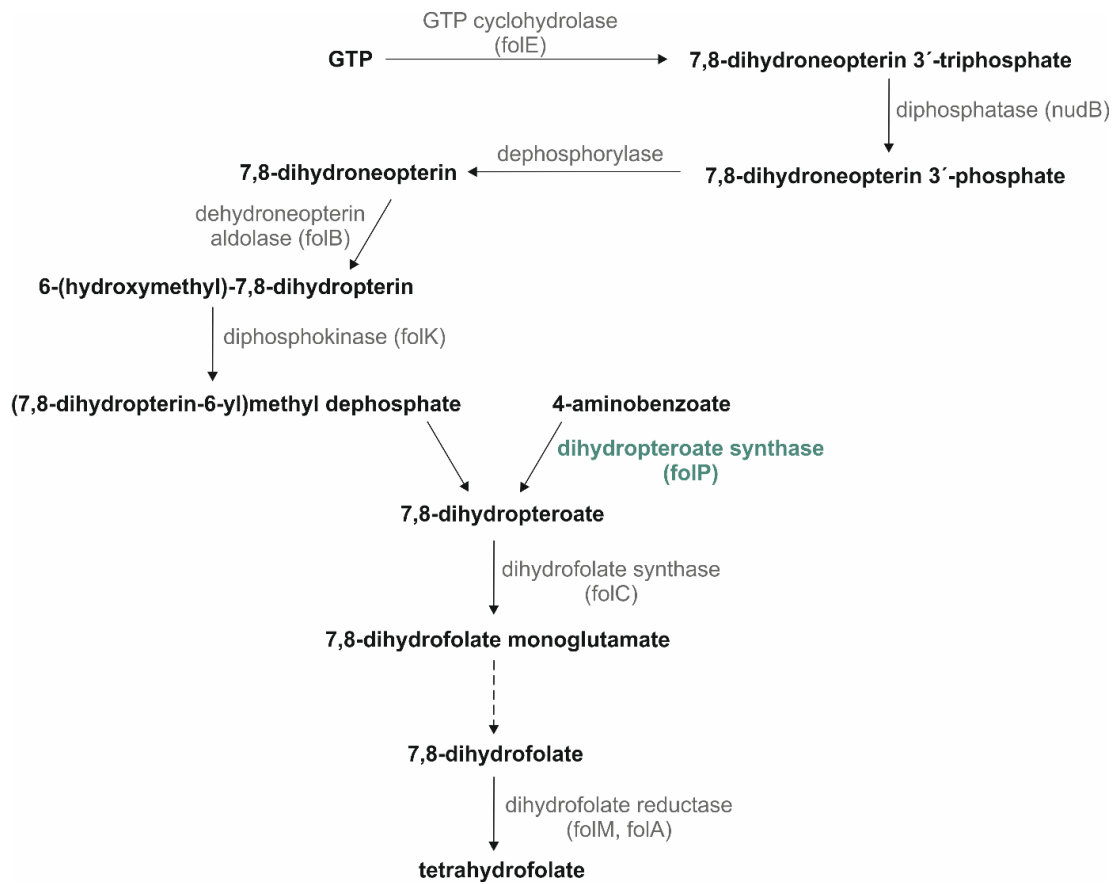 GTP cyclohydrolase
(folE)
GTP
7,8-dihydroneopterin 3´-triphosphate
diphosphatase (nudB)
dephosphorylase
7,8-dihydroneopterin
7,8-dihydroneopterin 3´-phosphate
dehydroneopterin
aldolase (folB)
6-(hydroxymethyl)-7,8-dihydropterin
diphosphokinase (folK)
(7,8-dihydropterin-6-yl)methyl dephosphate
4-aminobenzoate
dihydropteroate synthase
(folP)
7,8-dihydropteroate
dihydrofolate synthase
(folC)
7,8-dihydrofolate monoglutamate
7,8-dihydrofolate
dihydrofolate reductase
(folM, folA)
tetrahydrofolate